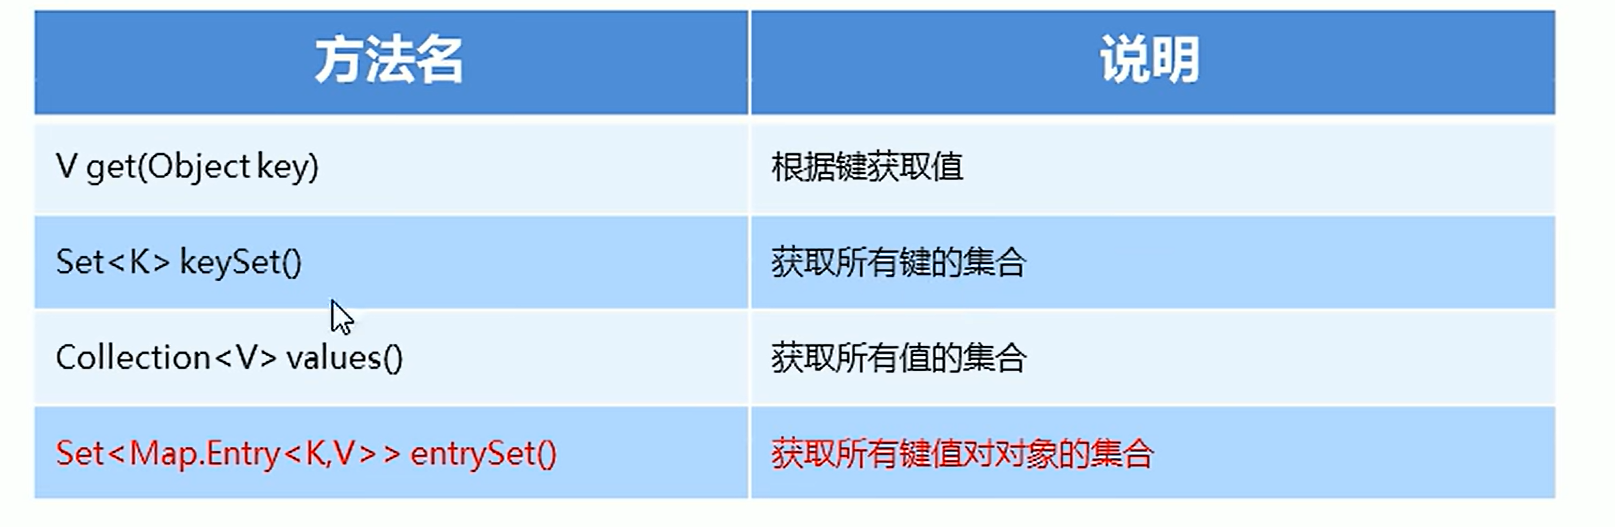 方法名
说明
V get(Object key)
根据键获取值
Set<K> keySet()
获取所有键的集合
Collection<V> values()
获取所有值的集合
Set<Map.Entry<K,V>> entrySet()
获取所有键值对对象的集合